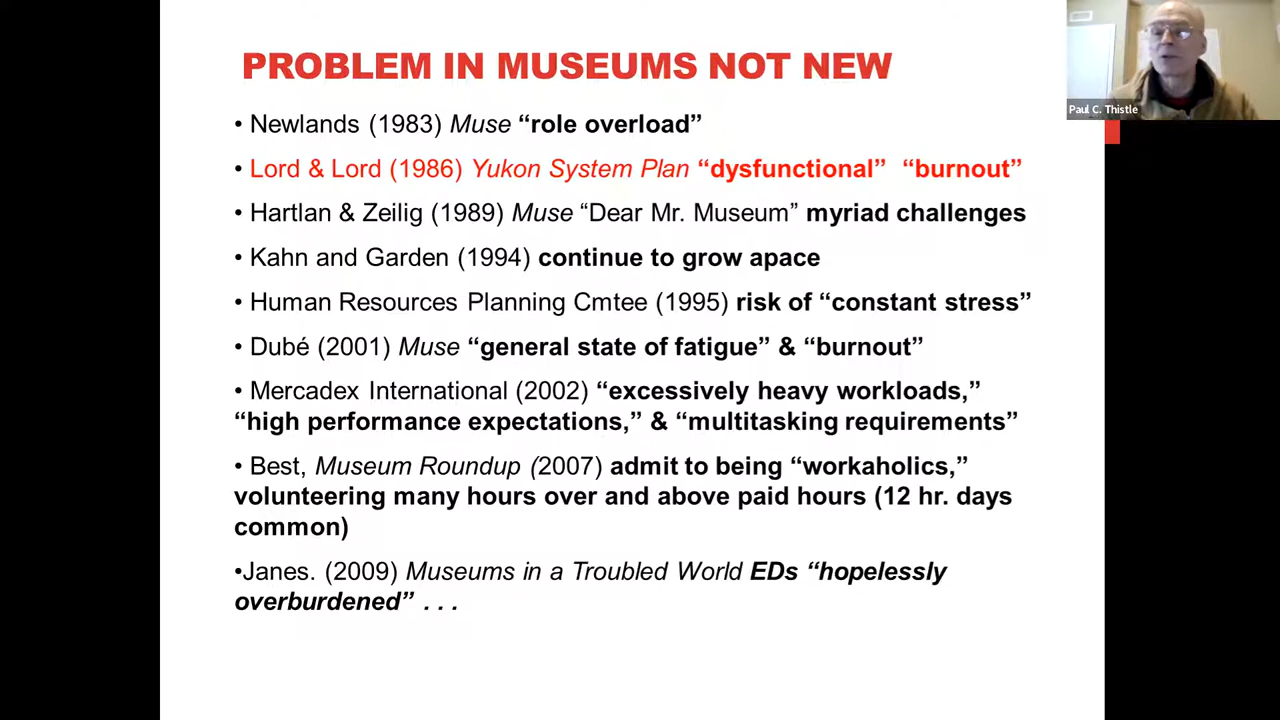 PROBLEM IN MUSEUMS NOT NEW
Paul C. Thistle
• Newlands (1983) Muse “role overload”
• Lord & Lord (1986) Yukon System Plan “dysfunctional” “burnout”
• Hartlan & Zeilig (1989) Muse “Dear Mr. Museum” myriad challenges
• Kahn and Garden (1994) continue to grow apace
• Human Resources Planning Cmtee (1995) risk of “constant stress”
• Dubé (2001) Muse “general state of fatigue” & “burnout”
• Mercadex International (2002) “excessively heavy workloads,”
“high performance expectations,” & “multitasking requirements”
• Best, Museum Roundup (2007) admit to being “workaholics,”
volunteering many hours over and above paid hours (12 hr. days
common)
•Janes. (2009) Museums in a Troubled World EDs “hopelessly
overburdened” . . .